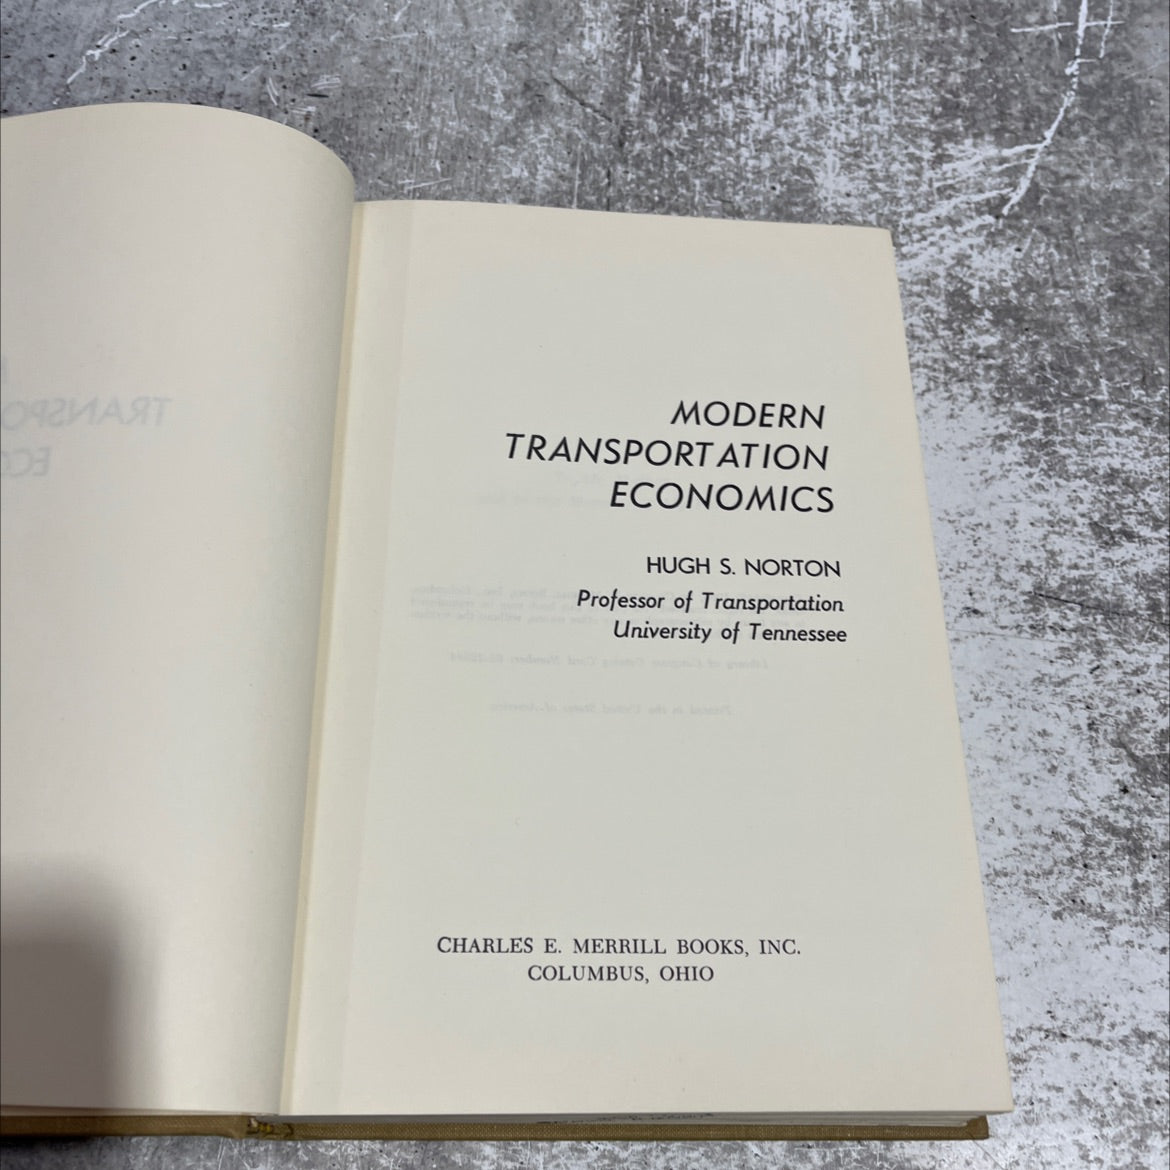 MODERN
TRANSPORTATION
ECONOMICS
HUGH S. NORTON
Professor of Transportation
University of Tennessee
CHARLES E. MERRILL BOOKS, INC.
COLUMBUS, OHIO